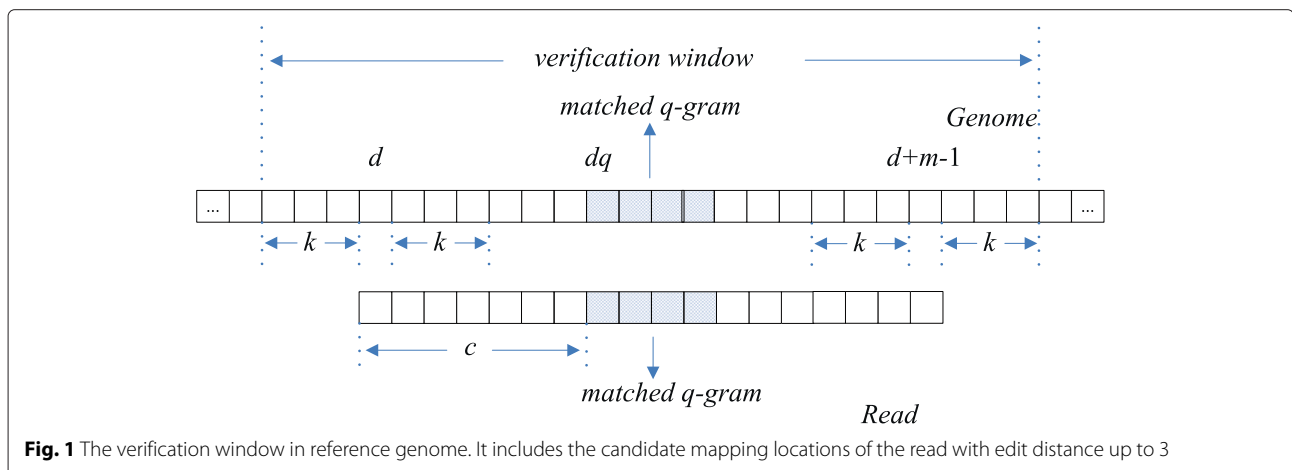 verification window
matched q-gram
Genome
d dq d+m-1
... ...
k k k k
c
matched q-gram
Read
Fig. 1 The verification window in reference genome. It includes the candidate mapping locations of the read with edit distance up to 3